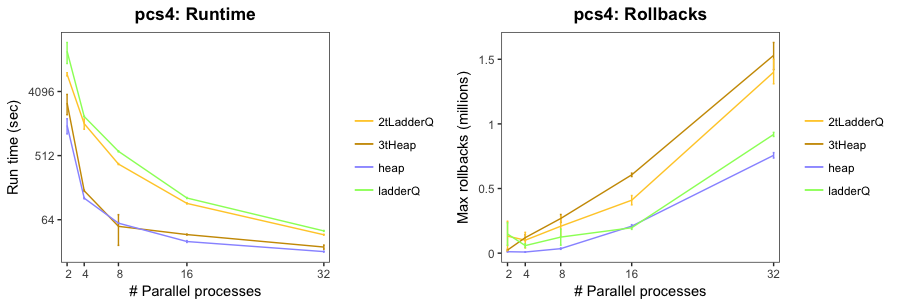 pcs4: Runtime
Run time (sec)
4096
512
64
2 4 8 16 32
# Parallel processes
2tLadderQ
3tHeap
heap
ladderQ
pcs4: Rollbacks
Max rollbacks (millions)
1.5
1
0.5
0
2 4 8 16 32
# Parallel processes
2tLadderQ
3tHeap
heap
ladderQ